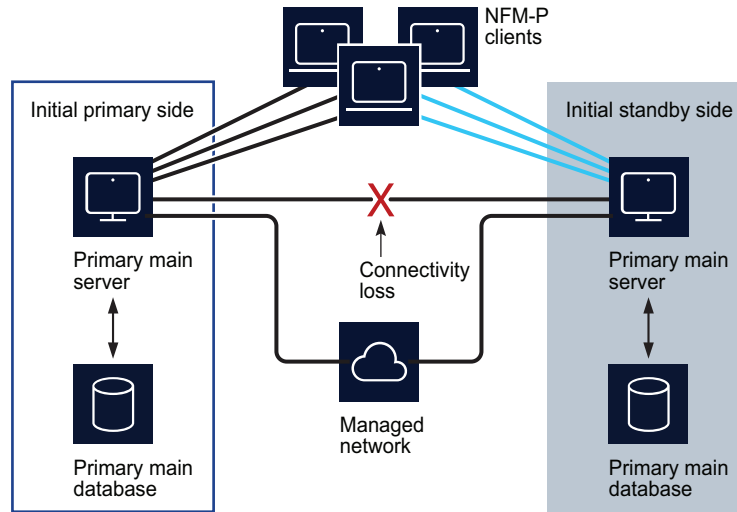 NFM-P
clients
Initial primary side
Initial standby side
X
Primary main
server
Connectivity
loss
Primary main
server
Managed
network
Primary main
database
Primary main
database